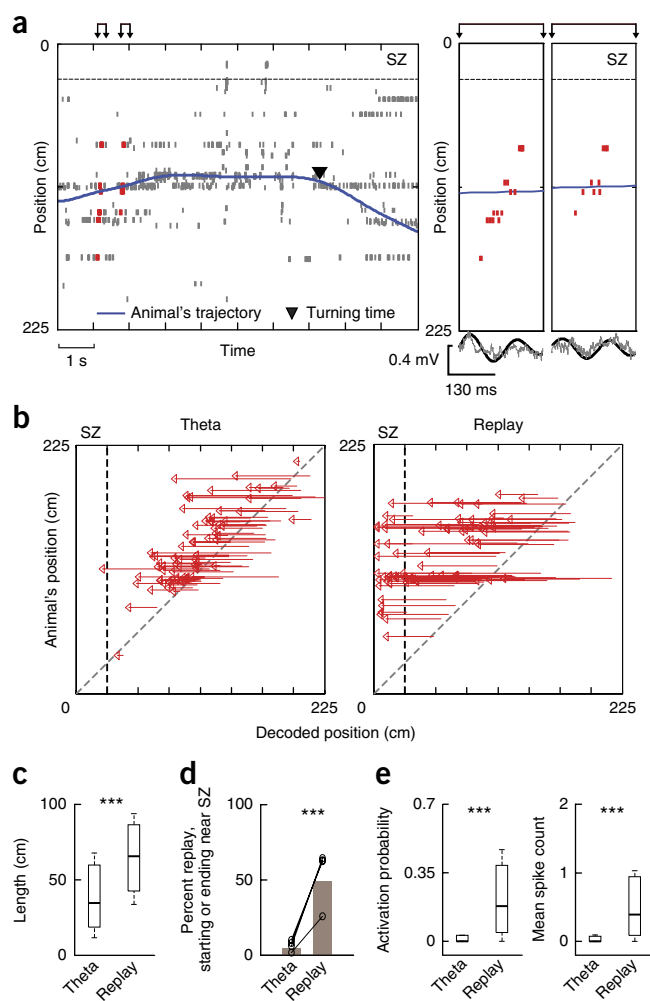 a
0
SZ
Position (cm)
225
Animal's trajectory
Turning time
1 s
Time
0
SZ
Position (cm)
225
0.4 mV
130 ms
b
SZ
Theta
225
Animal's position (cm)
0
225
SZ
Replay
225
0
225
Decoded position (cm)
c
100
***
Length (cm)
50
0
Theta
Replay
d
100
***
Percent replay,
starting or ending near SZ
50
0
Theta
Replay
e
0.7
***
Activation probability
0.35
0
Theta
Replay
2
***
Mean spike count
1
0
Theta
Replay